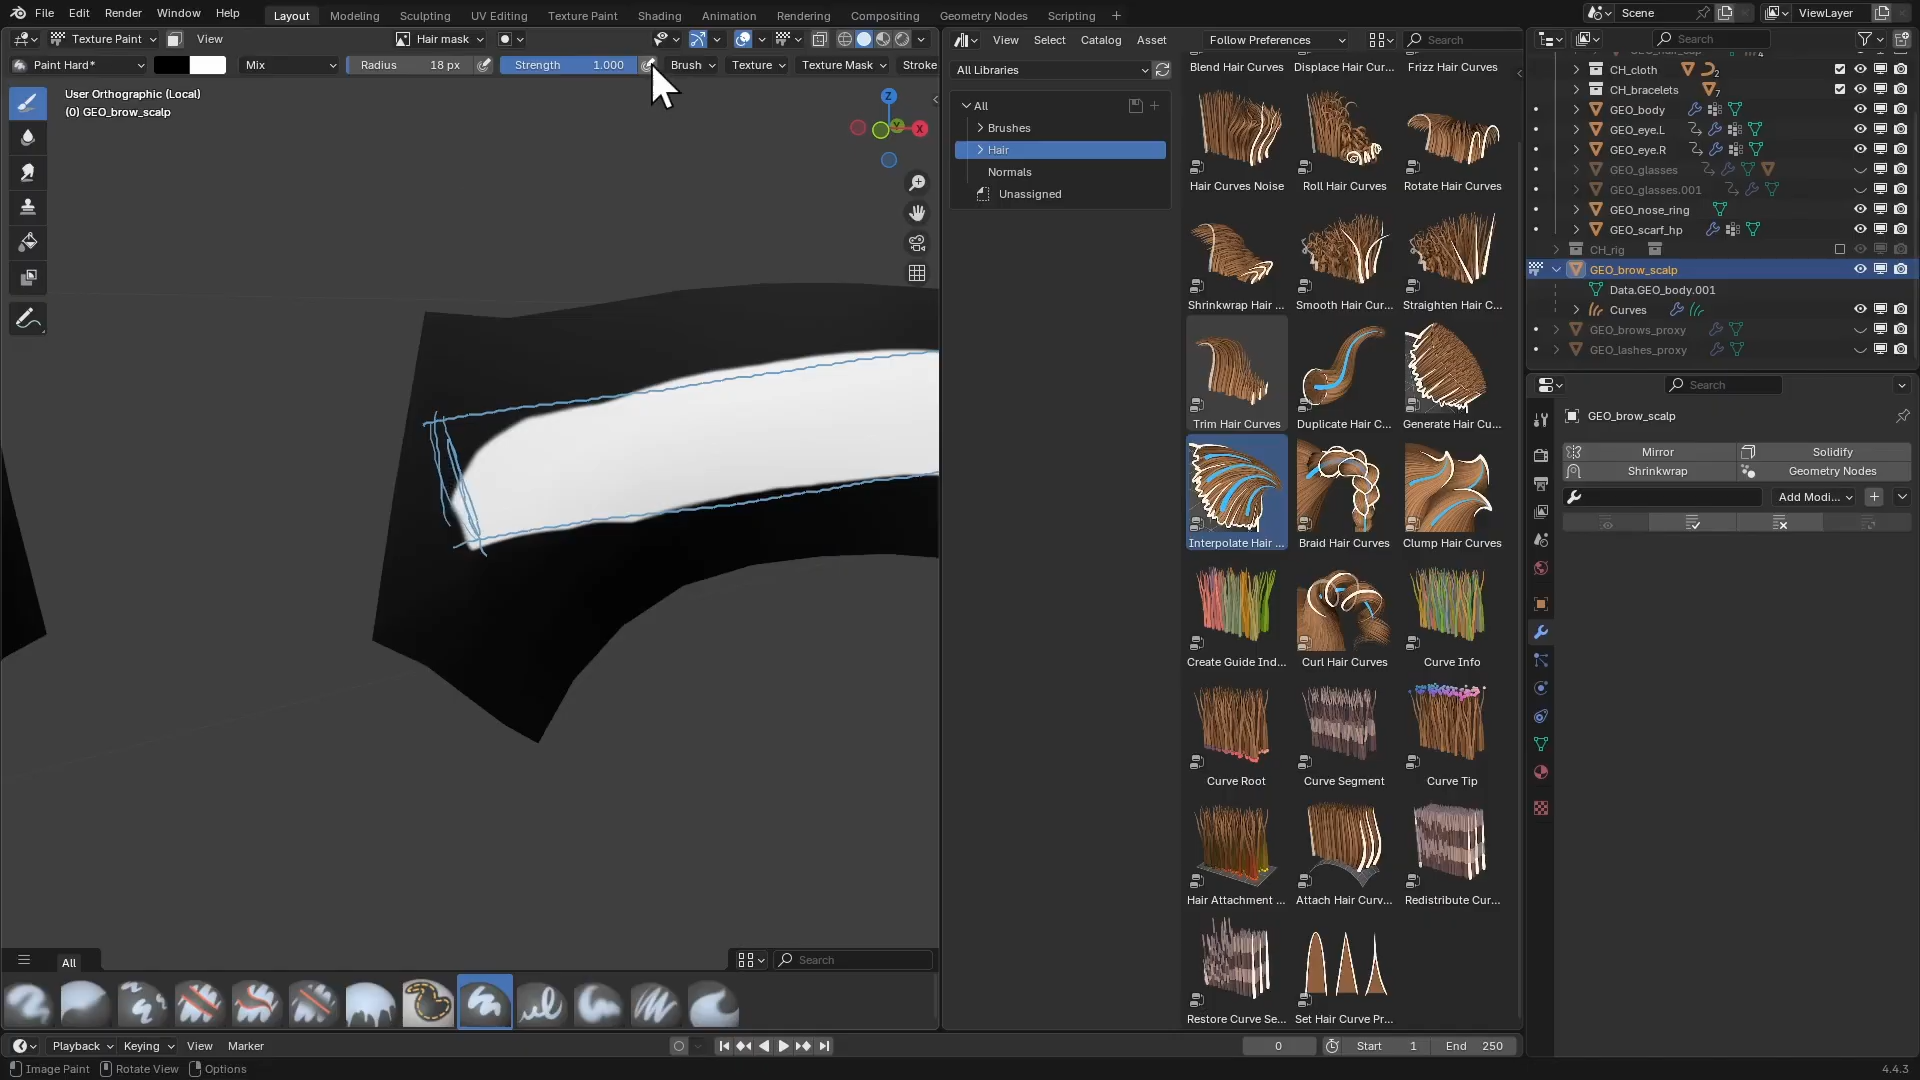 File Edit Render Window Help Layout Modeling Sculpting UV Editing Texture Paint Shading Animation Rendering Compositing Geometry Nodes Scripting + Scene ViewLayer
Texture Paint View Hair mask
Paint Hard* Mix Radius 18 px Strength 1.000 Brush Texture Texture Mask Stroke
User Orthographic (Local)
(0) GEO_brow_scalp
Z
X
All
Search
View Select Catalog Asset Follow Preferences Search
All Libraries
All
Brushes
Hair
Normals
Unassigned
Blend Hair Curves Displace Hair Cur... Frizz Hair Curves
Hair Curves Noise Roll Hair Curves Rotate Hair Curves
Shrinkwrap Hair ... Smooth Hair Cur... Straighten Hair C...
Trim Hair Curves Duplicate Hair C... Generate Hair Cu...
Interpolate Hair ... Braid Hair Curves Clump Hair Curves
Create Guide Ind... Curl Hair Curves Curve Info
Curve Root Curve Segment Curve Tip
Hair Attachment ... Attach Hair Curv... Redistribute Cur...
Restore Curve Se... Set Hair Curve Pr...
Search
CH_cloth 2
CH_bracelets 7
GEO_body
GEO_eye.L
GEO_eye.R
GEO_glasses
GEO_glasses.001
GEO_nose_ring
GEO_scarf_hp
CH_rig
GEO_brow_scalp
Data.GEO_body.001
Curves
GEO_brows_proxy
GEO_lashes_proxy
Search
GEO_brow_scalp
Mirror Solidify
Shrinkwrap Geometry Nodes
Add Modi...
Playback Keying View Marker 0 Start 1 End 250
Image Paint Rotate View Options 4.4.3